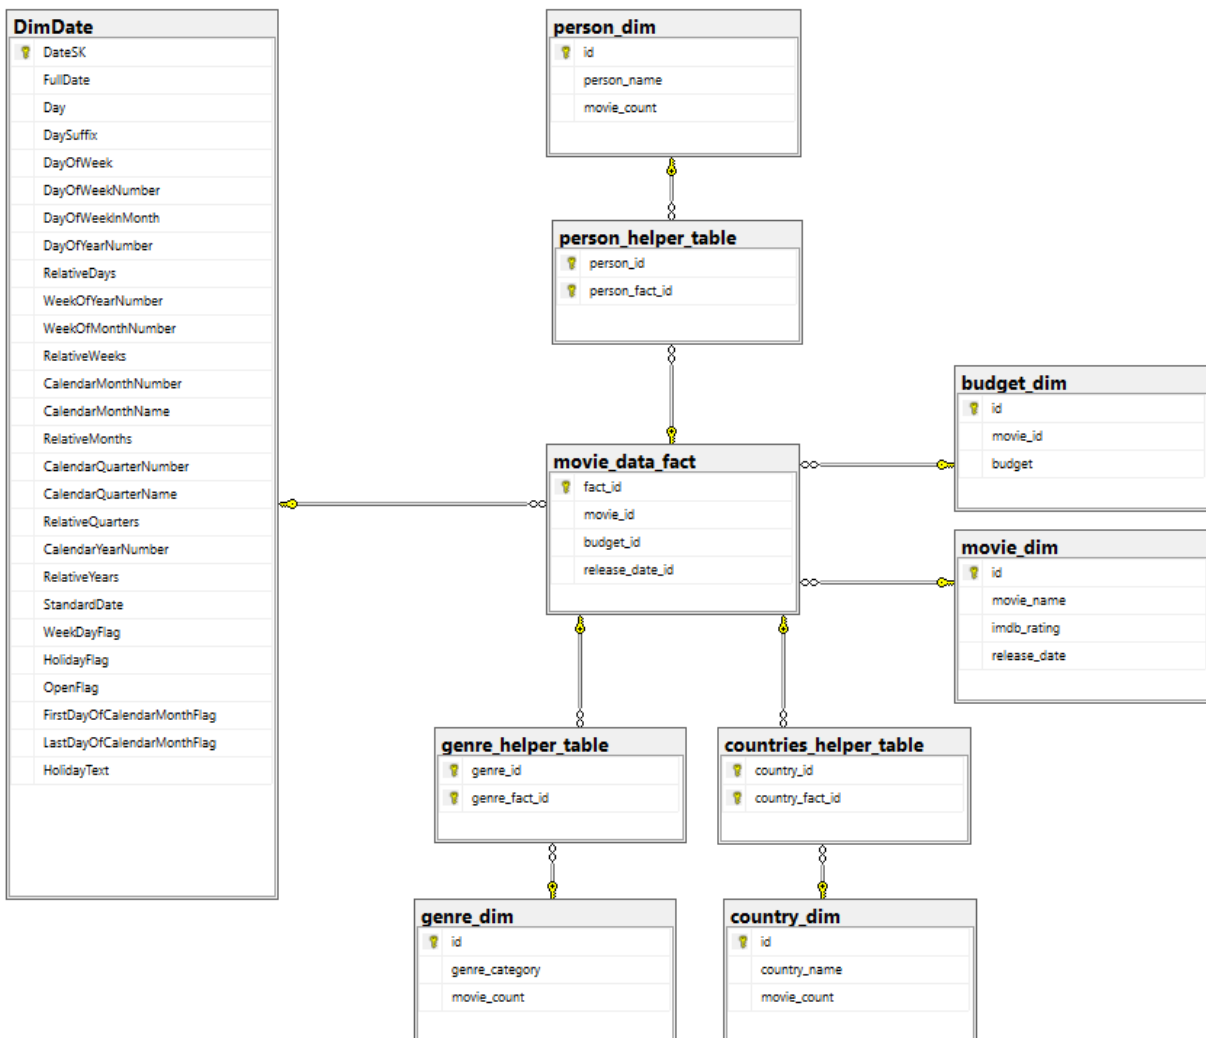 DimDate
DateSK
FullDate
Day
DaySuffix
DayOfWeek
DayOfWeekNumber
DayOfWeekInMonth
DayOfYearNumber
RelativeDays
WeekOfYearNumber
WeekOfMonthNumber
RelativeWeeks
CalendarMonthNumber
CalendarMonthName
RelativeMonths
CalendarQuarterNumber
CalendarQuarterName
RelativeQuarters
CalendarYearNumber
RelativeYears
StandardDate
WeekDayFlag
HolidayFlag
OpenFlag
FirstDayOfCalendarMonthFlag
LastDayOfCalendarMonthFlag
HolidayText
person_dim
id
person_name
movie_count
person_helper_table
person_id
person_fact_id
movie_data_fact
fact_id
movie_id
budget_id
release_date_id
budget_dim
id
movie_id
budget
movie_dim
id
movie_name
imdb_rating
release_date
genre_helper_table
genre_id
genre_fact_id
countries_helper_table
country_id
country_fact_id
genre_dim
id
genre_category
movie_count
country_dim
id
country_name
movie_count